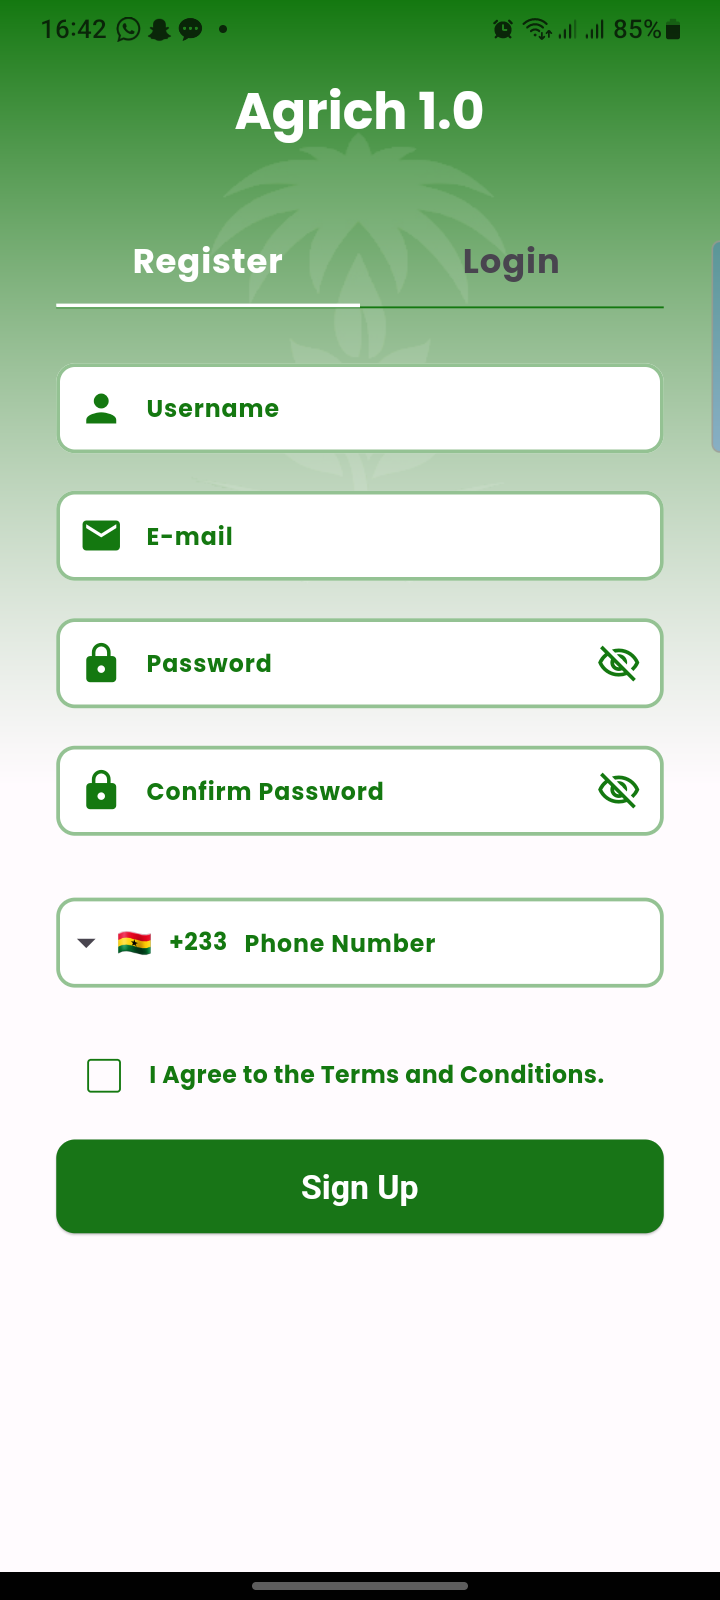 16:42 85%
Agrich 1.0
Register Login
Username
E-mail
Password
Confirm Password
+233 Phone Number
I Agree to the Terms and Conditions.
Sign Up